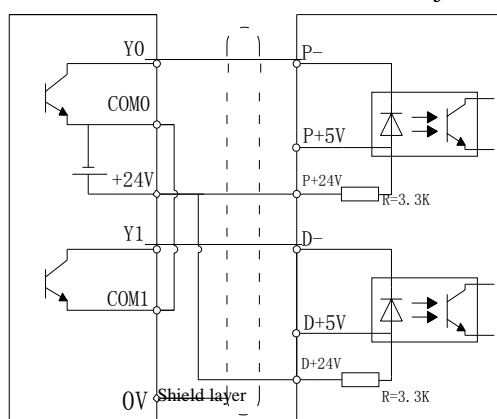 Y0
P-
COM0
P+5V
+24V
P+24V
R=3.3K
Y1
D-
COM1
D+5V
D+24V
0V
Shield layer
R=3.3K